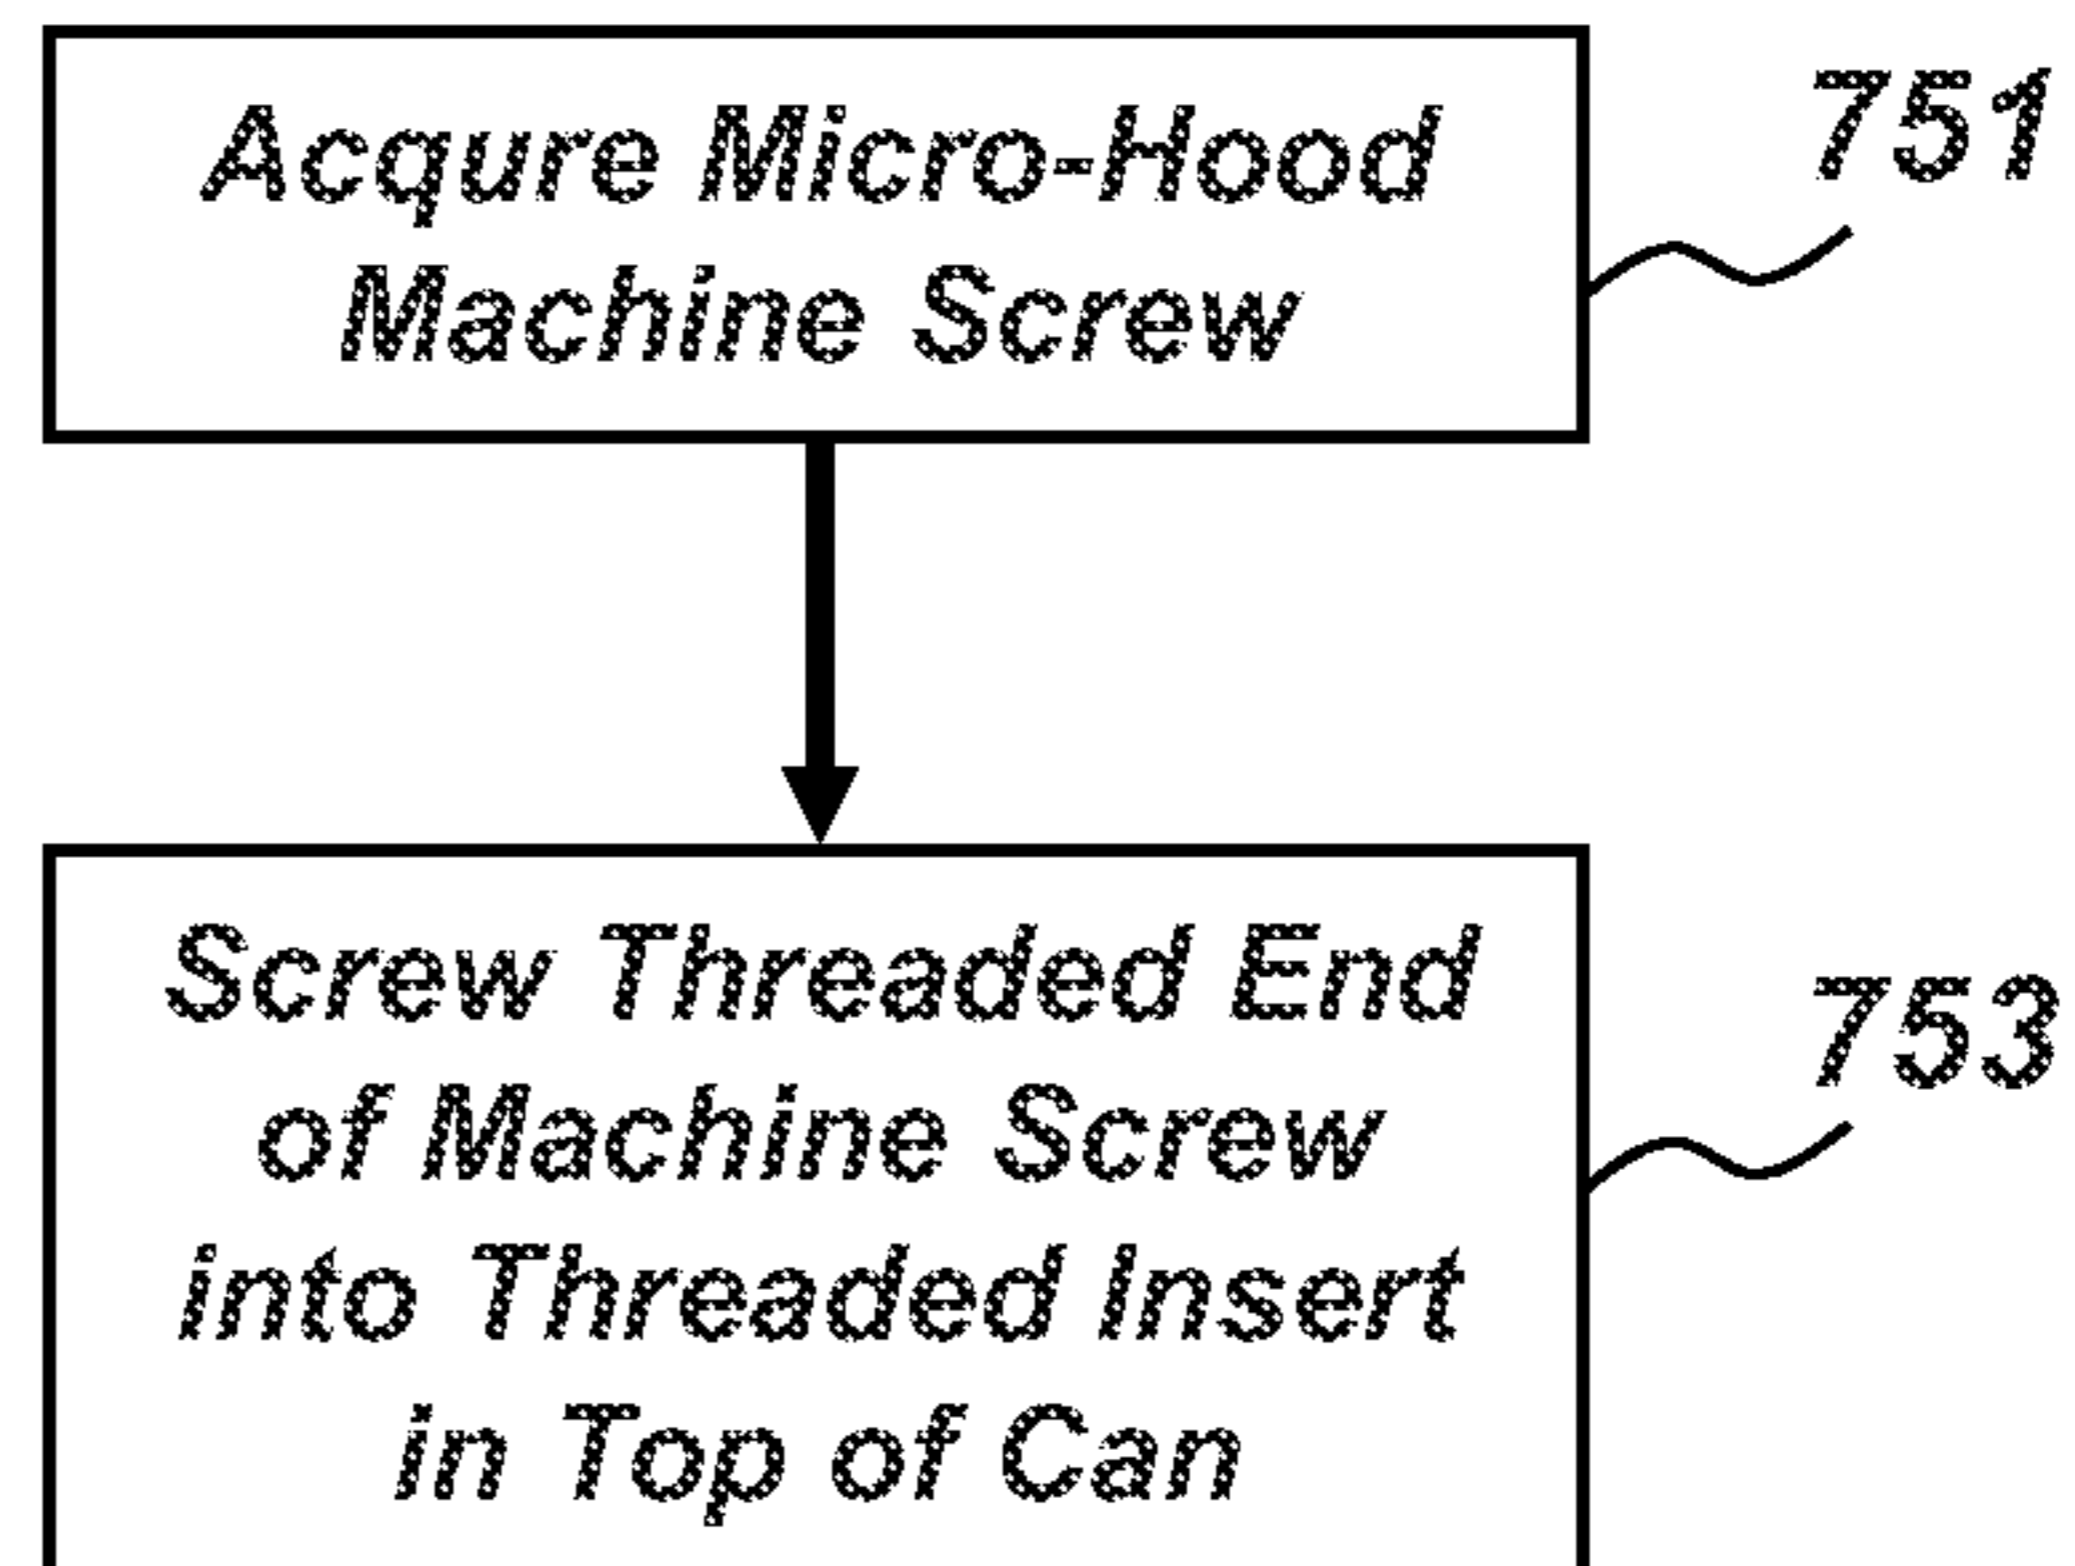 Acqure Micro-Hood
Machine Screw
751
Screw Threaded End
of Machine Screw
into Threaded Insert
in Top of Can
753